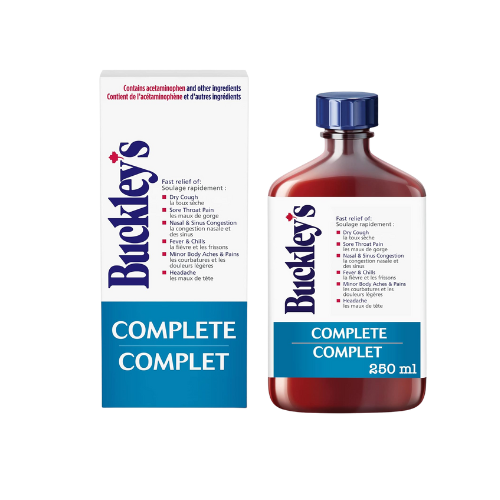 Contains acetaminophen and other ingredients
Contient de l'acétaminophène et d'autres ingrédients
Buckley's
Fast relief of:
Soulage rapidement :
Dry Cough
la toux sèche
Sore Throat Pain
les maux de gorge
Nasal & Sinus Congestion
la congestion nasale et
des sinus
Fever & Chills
la fièvre et les frissons
Minor Body Aches & Pains
les courbatures et les
douleurs légères
Headache
les maux de tête
COMPLETE
COMPLET
Buckley's
Fast relief of:
Soulage rapidement :
Dry Cough
la toux sèche
Sore Throat Pain
les maux de gorge
Nasal & Sinus Congestion
la congestion nasale et
des sinus
Fever & Chills
la fièvre et les frissons
Minor Body Aches & Pains
les courbatures et les
douleurs légères
Headache
les maux de tête
COMPLETE
COMPLET
250 ml